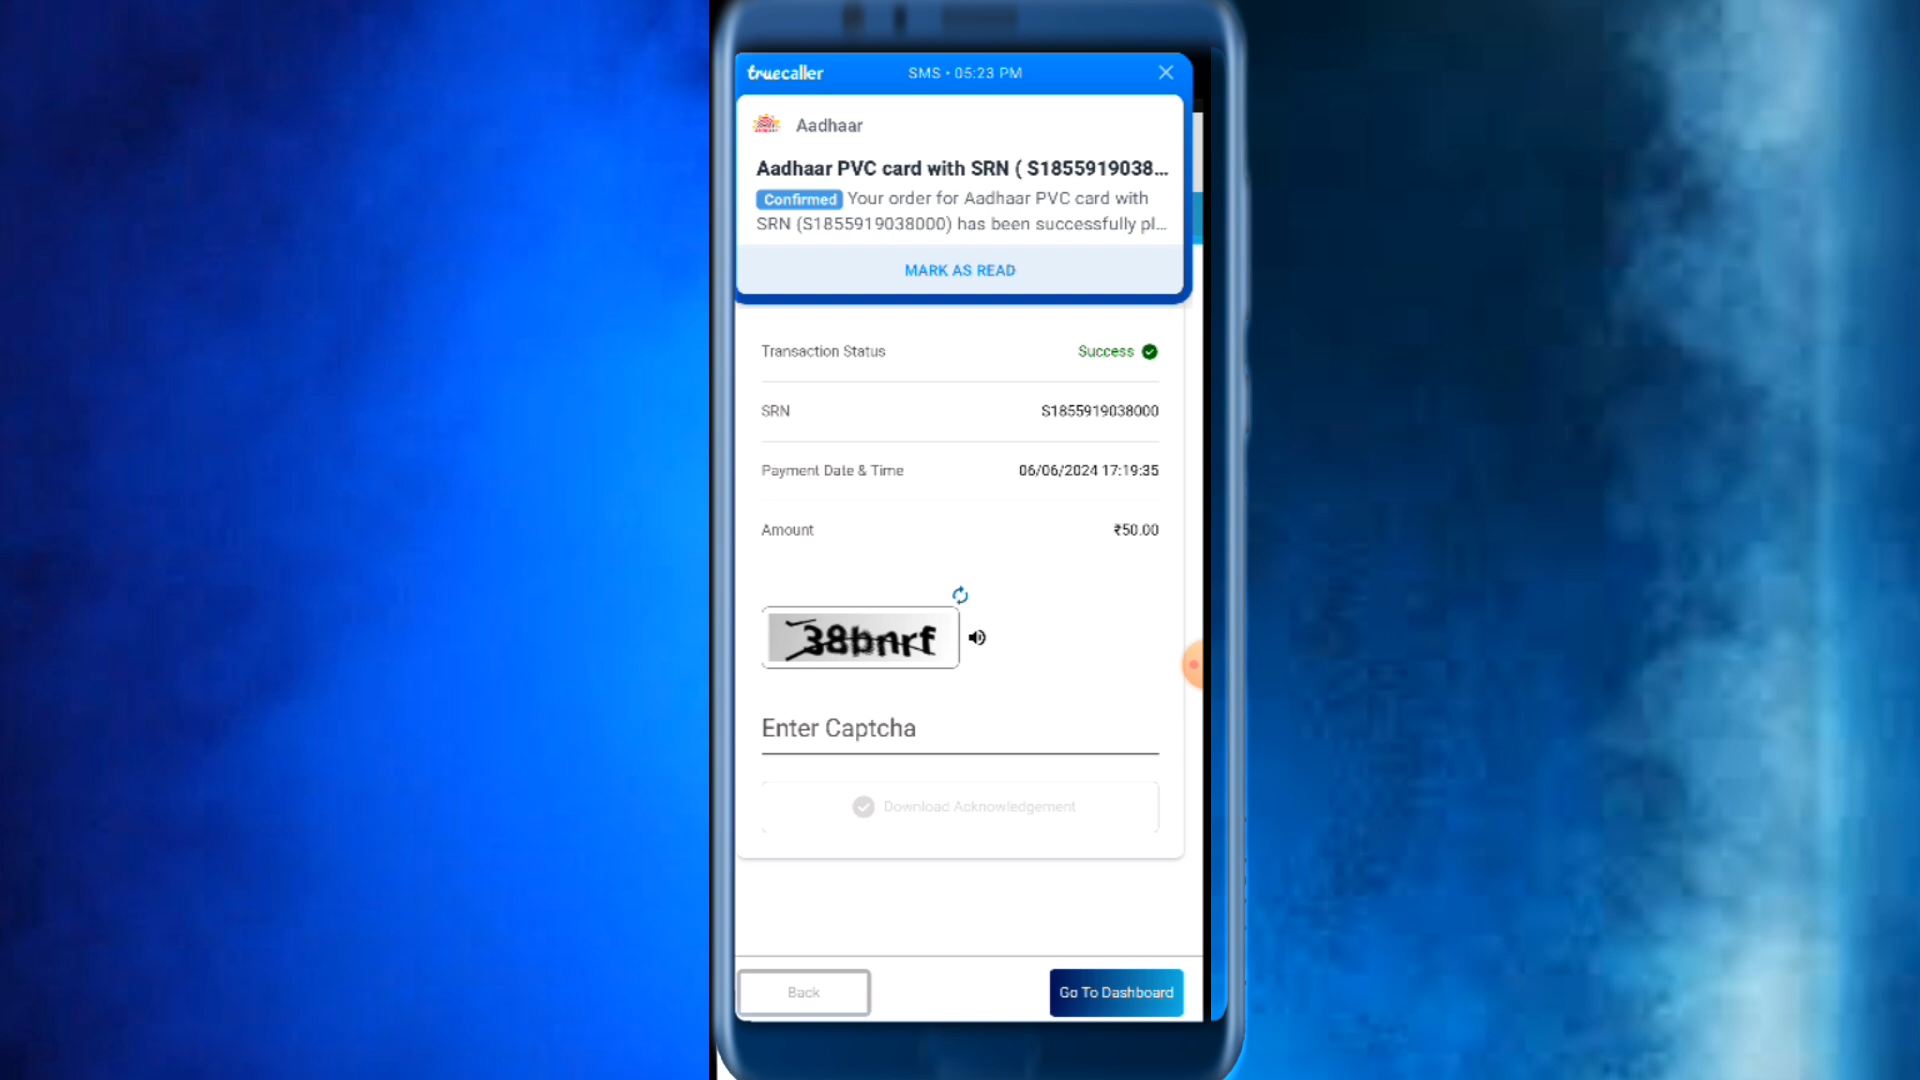 truecaller SMS • 05:23 PM
Aadhaar
Aadhaar PVC card with SRN ( S1855919038...
Confirmed Your order for Aadhaar PVC card with
SRN (S1855919038000) has been successfully pl...
MARK AS READ
Transaction Status Success
SRN S1855919038000
Payment Date & Time 06/06/2024 17:19:35
Amount ₹50.00
38bnrf
Enter Captcha
Download Acknowledgement
Back Go To Dashboard